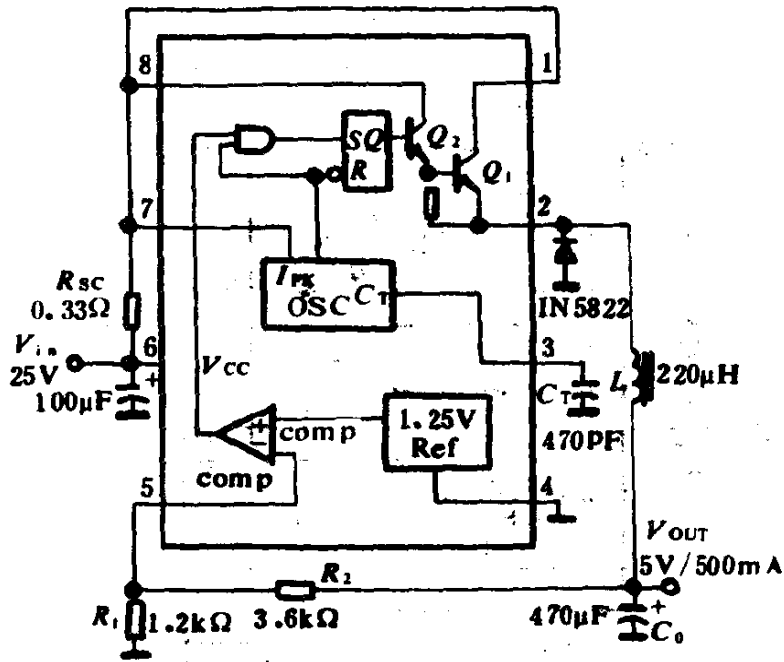 8
1
SQ
Q2
R
Q1
7
2
IPK
OSC
CT
RSC
0.33Ω
IN5822
Vin
25V
6
3
VCC
100μF
CT
L
220μH
+
−
comp
1.25V
Ref
470PF
comp
5
4
VOUT
5V/500mA
R2
R1
1.2kΩ
3.6kΩ
470μF
+
C0